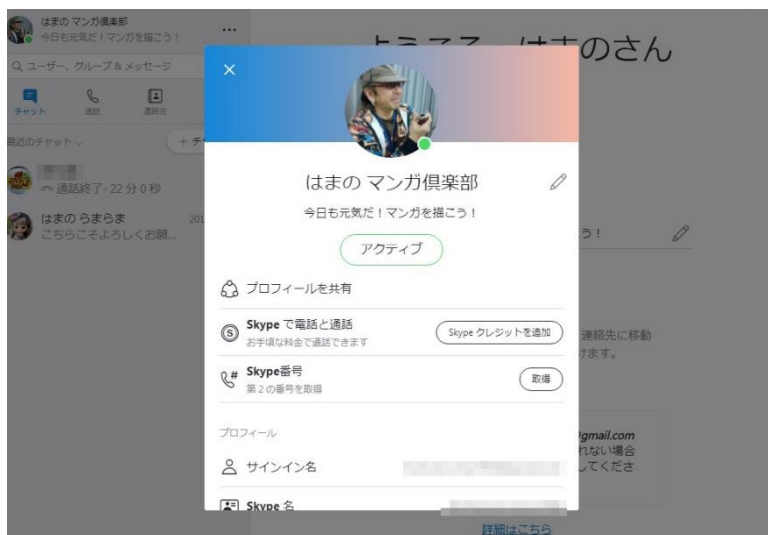 はまの マンガ倶楽部
今日も元気だ！マンガを描こう！
ユーザー、グループ & メッセージ
チャット
通話
連絡先
最近のチャット
+ チ
通話終了 - 22 分 0 秒
はまの らまらま
201
こちらこそよろしくお願...
ようこそ、はまのさん
はまの マンガ倶楽部
今日も元気だ！マンガを描こう！
アクティブ
プロフィールを共有
Skype で電話と通話
お手頃な料金で通話できます
Skype クレジットを追加
Skype番号
第 2 の番号を取得
取得
プロフィール
サインイン名
Skype 名
う！
連絡先に移動
けます。
@gmail.com
れない場合
してくださ
詳細はこちら